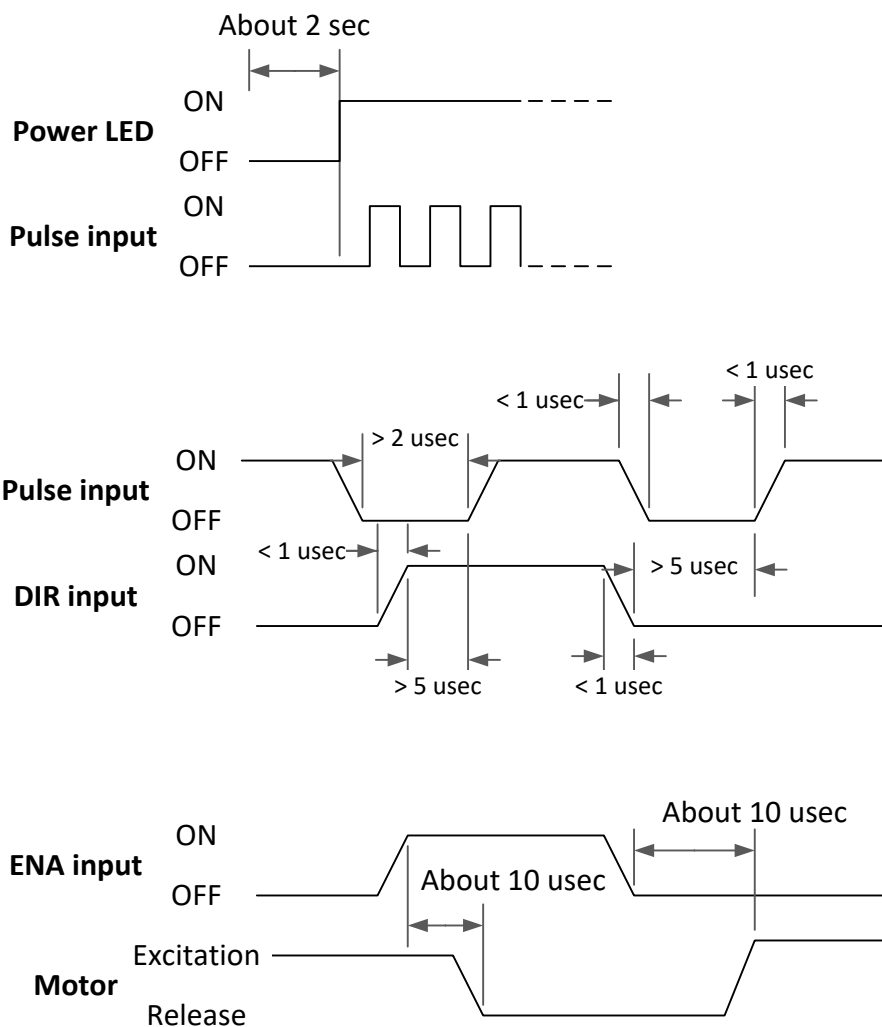 About 2 sec
ON
Power LED
OFF
ON
Pulse input
OFF
< 1 usec
< 1 usec
> 2 usec
ON
Pulse input
OFF
< 1 usec
ON
> 5 usec
DIR input
OFF
> 5 usec
< 1 usec
About 10 usec
ON
ENA input
About 10 usec
OFF
Excitation
Motor
Release